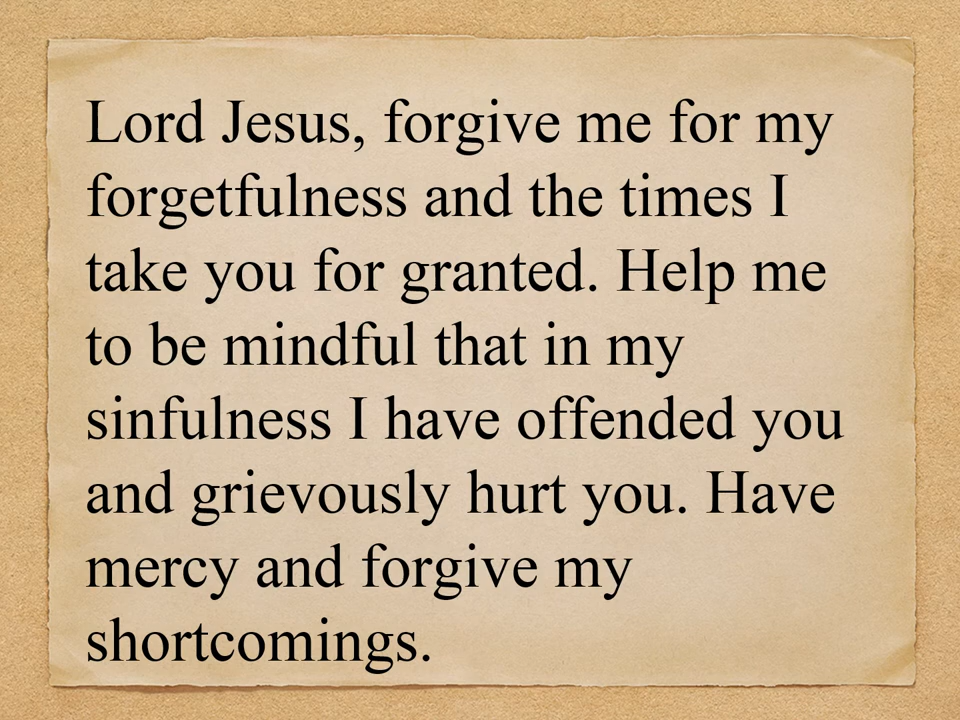 Lord Jesus, forgive me for my
forgetfulness and the times I
take you for granted. Help me
to be mindful that in my
sinfulness I have offended you
and grievously hurt you. Have
mercy and forgive my
shortcomings.